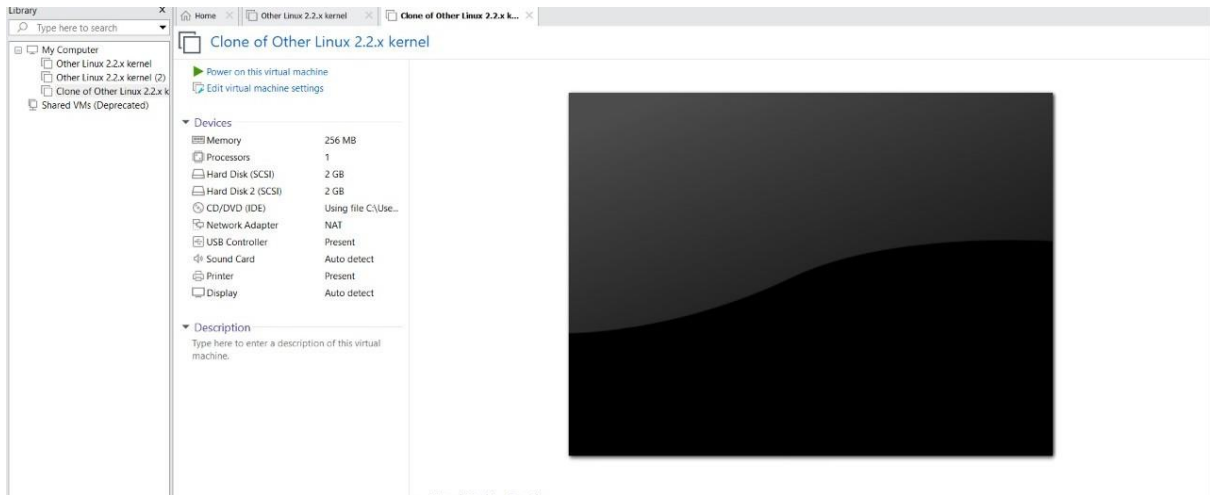 Library X
Type here to search
My Computer
Other Linux 2.2.x kernel
Other Linux 2.2.x kernel (2)
Clone of Other Linux 2.2.x k
Shared VMs (Deprecated)
Home
Other Linux 2.2.x kernel
Clone of Other Linux 2.2.x k...
Clone of Other Linux 2.2.x kernel
Power on this virtual machine
Edit virtual machine settings
Devices
Memory 256 MB
Processors 1
Hard Disk (SCSI) 2 GB
Hard Disk 2 (SCSI) 2 GB
CD/DVD (IDE) Using file C:\Use...
Network Adapter NAT
USB Controller Present
Sound Card Auto detect
Printer Present
Display Auto detect
Description
Type here to enter a description of this virtual
machine.